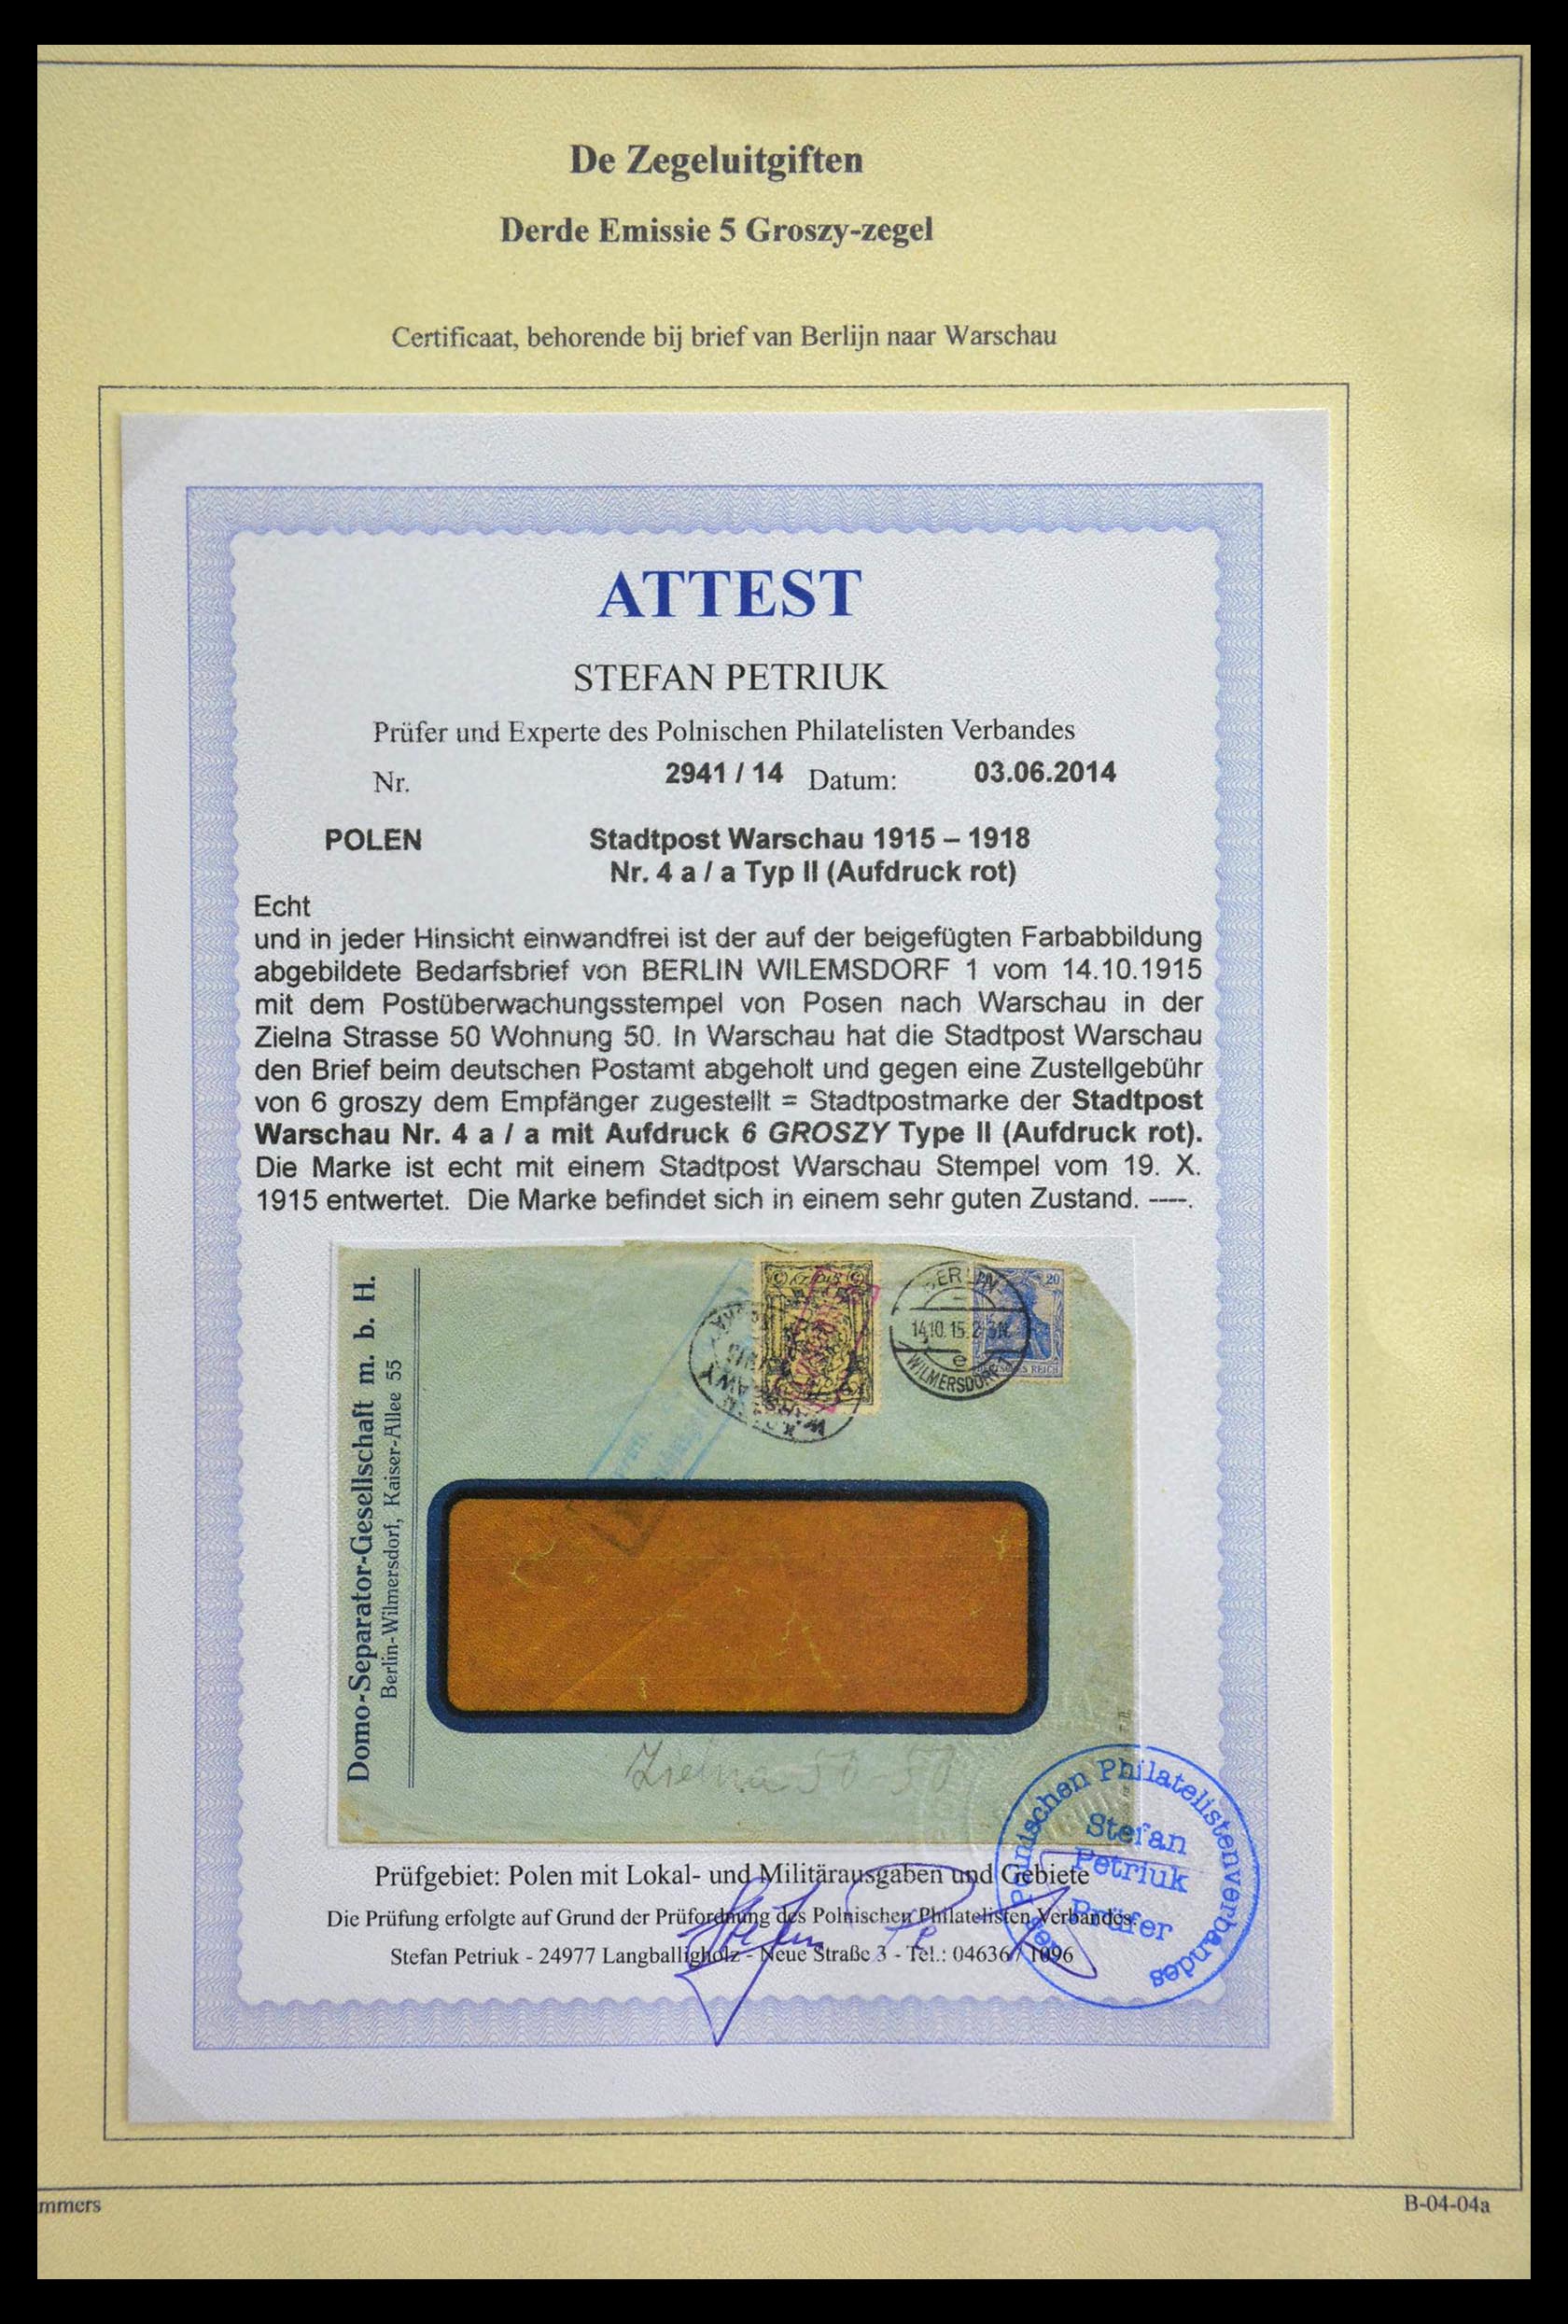 De Zegeluitgiften
Derde Emissie 5 Groszy-zegel
Certificaat, behorende bij brief van Berlijn naar Warschau
ATTEST
STEFAN PETRIUK
Prüfer und Experte des Polnischen Philatelisten Verbandes
Nr. 2941 / 14 Datum: 03.06.2014
POLEN Stadtpost Warschau 1915 – 1918
Nr. 4 a / a Typ II (Aufdruck rot)
Echt
und in jeder Hinsicht einwandfrei ist der auf der beigefügten Farbabbildung
abgebildete Bedarfsbrief von BERLIN WILEMSDORF 1 vom 14.10.1915
mit dem Postüberwachungsstempel von Posen nach Warschau in der
Zielna Strasse 50 Wohnung 50. In Warschau hat die Stadtpost Warschau
den Brief beim deutschen Postamt abgeholt und gegen eine Zustellgebühr
von 6 groszy dem Empfänger zugestellt = Stadtpostmarke der Stadtpost
Warschau Nr. 4 a / a mit Aufdruck 6 GROSZY Type II (Aufdruck rot).
Die Marke ist echt mit einem Stadtpost Warschau Stempel vom 19. X.
1915 entwertet. Die Marke befindet sich in einem sehr guten Zustand. ----.
Domo-Separator-Gesellschaft m. b. H.
Berlin-Wilmersdorf, Kaiser-Allee 55
BERLIN
14.10.15.
WILMERSDORF 1
e
20
REICH
Zielna 50 50
Prüfgebiet: Polen mit Lokal- und Militärausgaben und Gebiete
Die Prüfung erfolgte auf Grund der Prüfordnung des Polnischen Philatelisten Verbandes.
Stefan Petriuk - 24977 Langballigholz - Neue Straße 3 - Tel.: 04636 / 1096
des Polnischen Philatelistenverbandes
Stefan
Petriuk
Prüfer
mmers
B-04-04a